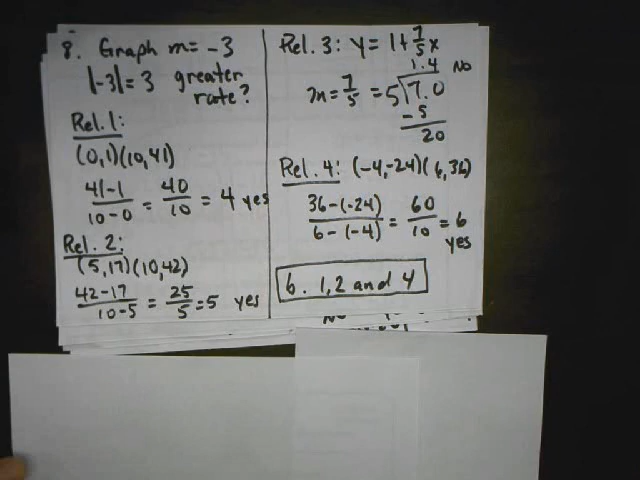 8. Graph m= -3
|-3|= 3 greater
rate?
Rel. 1:
(0,1)(10,41)
41-1/10-0 = 40/10 = 4 yes
Rel. 2:
(5,17)(10,42)
42-17/10-5 = 25/5 = 5 yes
Rel. 3: y = 1+ 7/5 x
m = 7/5 = 5)7.0 1.4 No
-5
20
Rel. 4: (-4,-24)(6,36)
36-(-24)/6-(-4) = 60/10 = 6
yes
b. 1,2 and 4